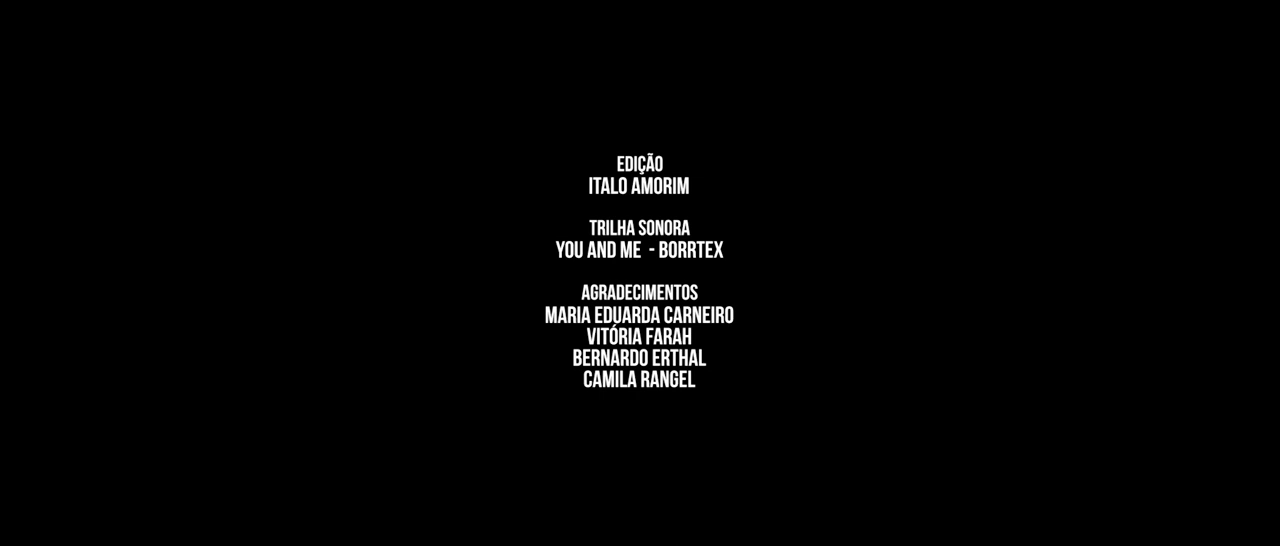 EDIÇÃO
ITALO AMORIM
TRILHA SONORA
YOU AND ME - BORRTEX
AGRADECIMENTOS
MARIA EDUARDA CARNEIRO
VITÓRIA FARAH
BERNARDO ERTHAL
CAMILA RANGEL